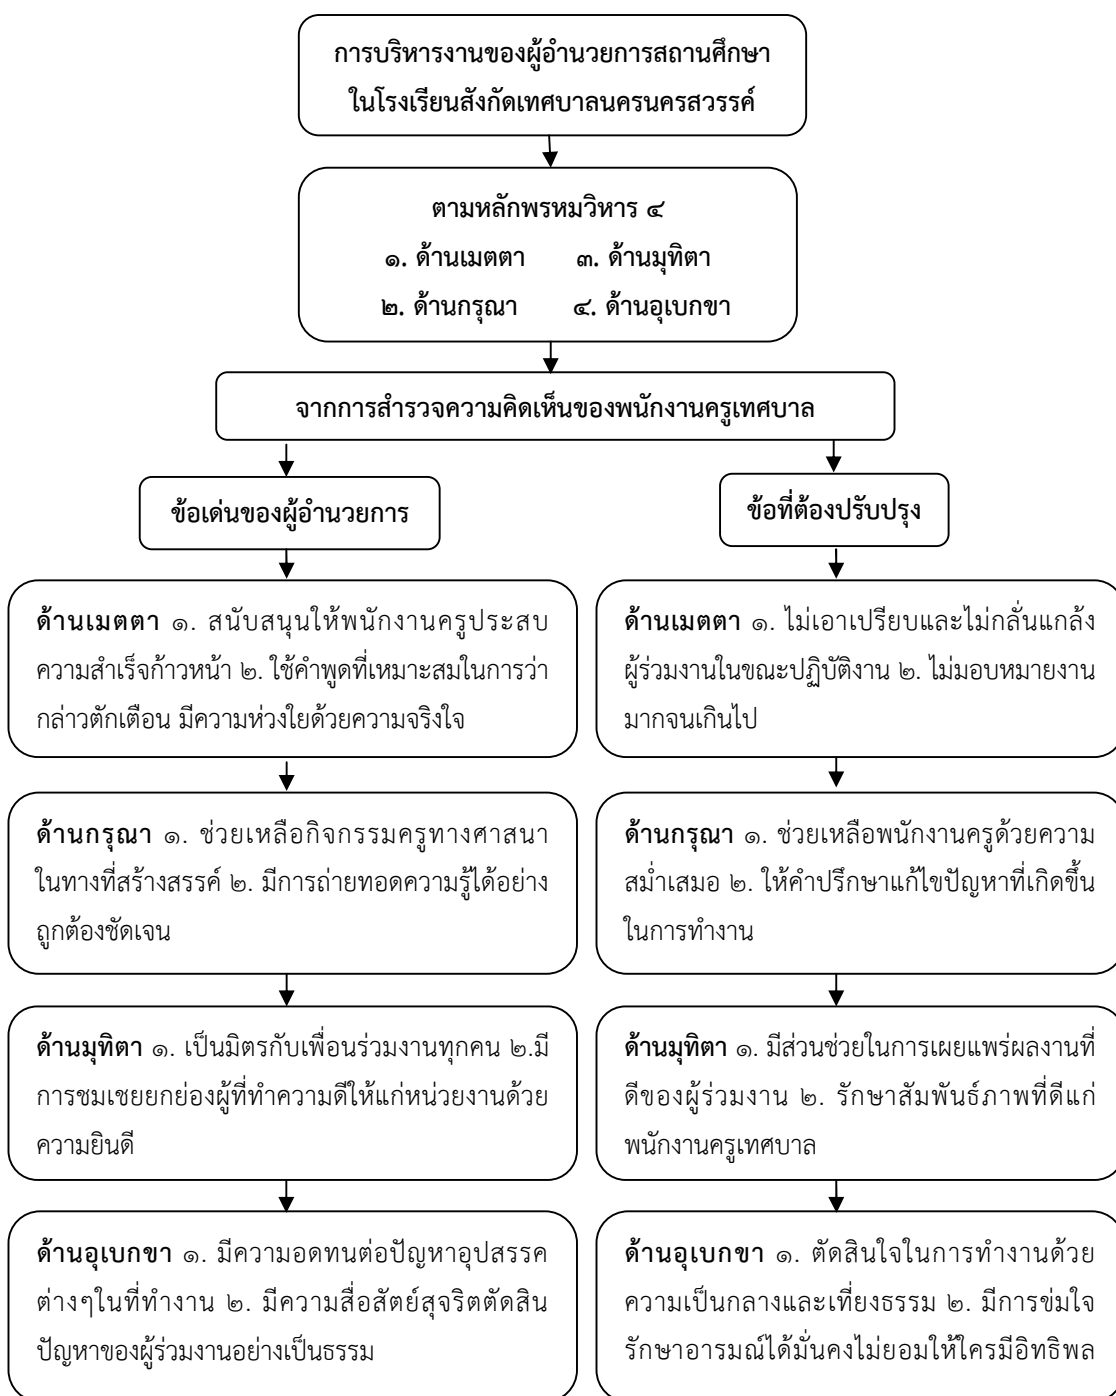 การบริหารงานของผู้อำนวยการสถานศึกษา
ในโรงเรียนสังกัดเทศบาลนครนครสวรรค์
ตามหลักพรหมวิหาร ๔
๑. ด้านเมตตา ๓. ด้านมุทิตา
๒. ด้านกรุณา ๔. ด้านอุเบกขา
จากการสำรวจความคิดเห็นของพนักงานครูเทศบาล
ข้อเด่นของผู้อำนวยการ
ข้อที่ต้องปรับปรุง
ด้านเมตตา ๑. สนับสนุนให้พนักงานครูประสบ
ความสำเร็จก้าวหน้า ๒. ใช้คำพูดที่เหมาะสมในการว่า
กล่าวตักเตือน มีความห่วงใยด้วยความจริงใจ
ด้านเมตตา ๑. ไม่เอาเปรียบและไม่กลั่นแกล้ง
ผู้ร่วมงานในขณะปฏิบัติงาน ๒. ไม่มอบหมายงาน
มากจนเกินไป
ด้านกรุณา ๑. ช่วยเหลือกิจกรรมครูทางศาสนา
ในทางที่สร้างสรรค์ ๒. มีการถ่ายทอดความรู้ได้อย่าง
ถูกต้องชัดเจน
ด้านกรุณา ๑. ช่วยเหลือพนักงานครูด้วยความ
สม่ำเสมอ ๒. ให้คำปรึกษาแก้ไขปัญหาที่เกิดขึ้น
ในการทำงาน
ด้านมุทิตา ๑. เป็นมิตรกับเพื่อนร่วมงานทุกคน ๒.มี
การชมเชยยกย่องผู้ที่ทำความดีให้แก่หน่วยงานด้วย
ความยินดี
ด้านมุทิตา ๑. มีส่วนช่วยในการเผยแพร่ผลงานที่
ดีของผู้ร่วมงาน ๒. รักษาสัมพันธ์ภาพที่ดีแก่
พนักงานครูเทศบาล
ด้านอุเบกขา ๑. มีความอดทนต่อปัญหาอุปสรรค
ต่างๆในที่ทำงาน ๒. มีความสื่อสัตย์สุจริตตัดสิน
ปัญหาของผู้ร่วมงานอย่างเป็นธรรม
ด้านอุเบกขา ๑. ตัดสินใจในการทำงานด้วย
ความเป็นกลางและเที่ยงธรรม ๒. มีการข่มใจ
รักษาอารมณ์ได้มั่นคงไม่ยอมให้ใครมีอิทธิพล